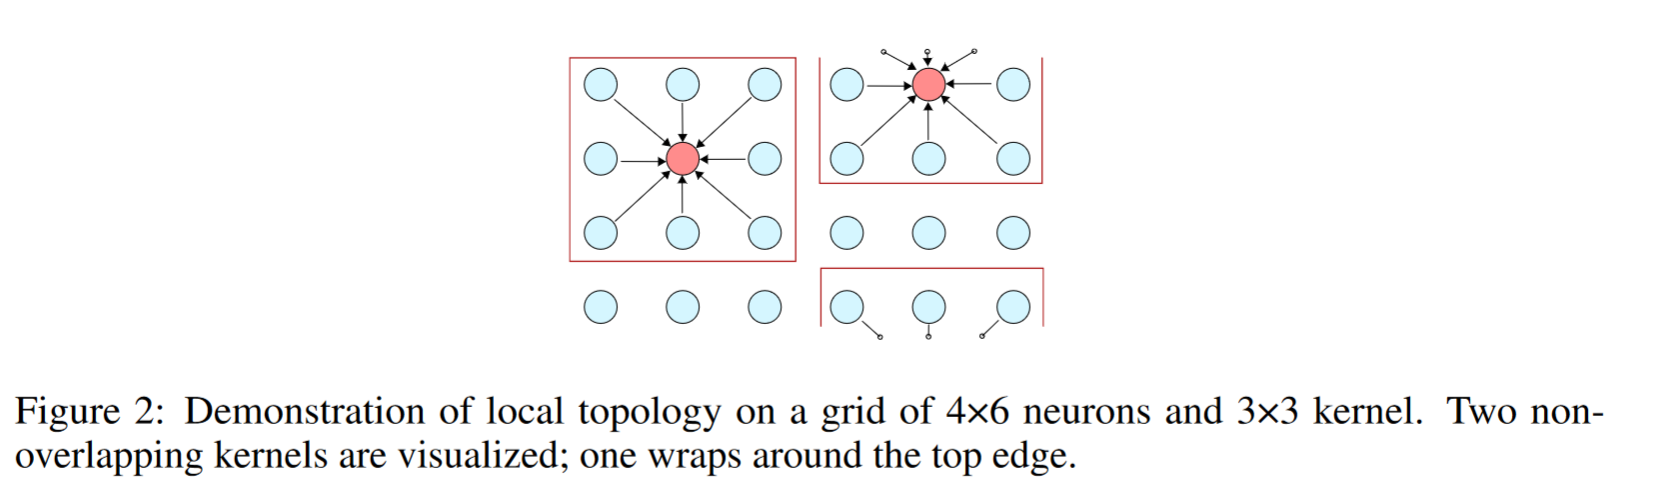 Figure 2: Demonstration of local topology on a grid of 4×6 neurons and 3×3 kernel. Two non-
overlapping kernels are visualized; one wraps around the top edge.